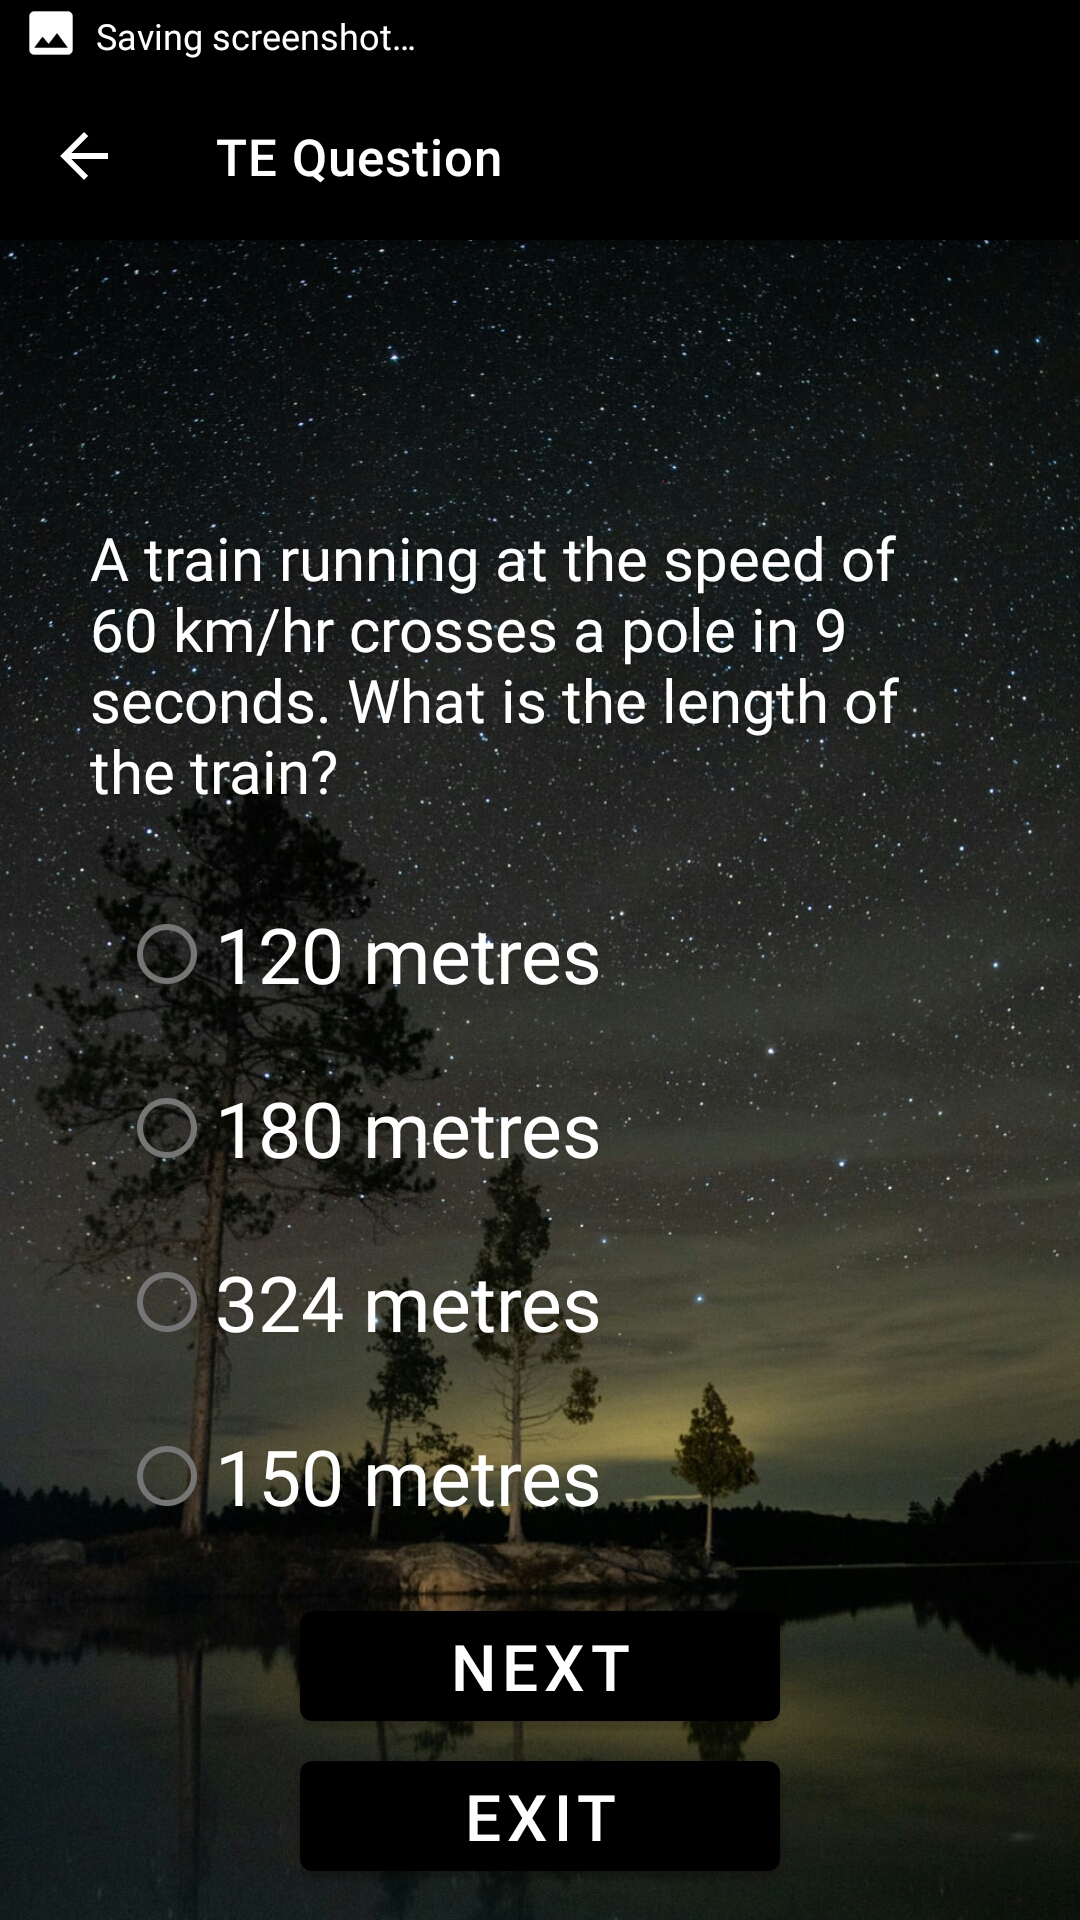 Saving screenshot...
TE Question
A train running at the speed of
60 km/hr crosses a pole in 9
seconds. What is the length of
the train?
120 metres
180 metres
324 metres
150 metres
NEXT
EXIT